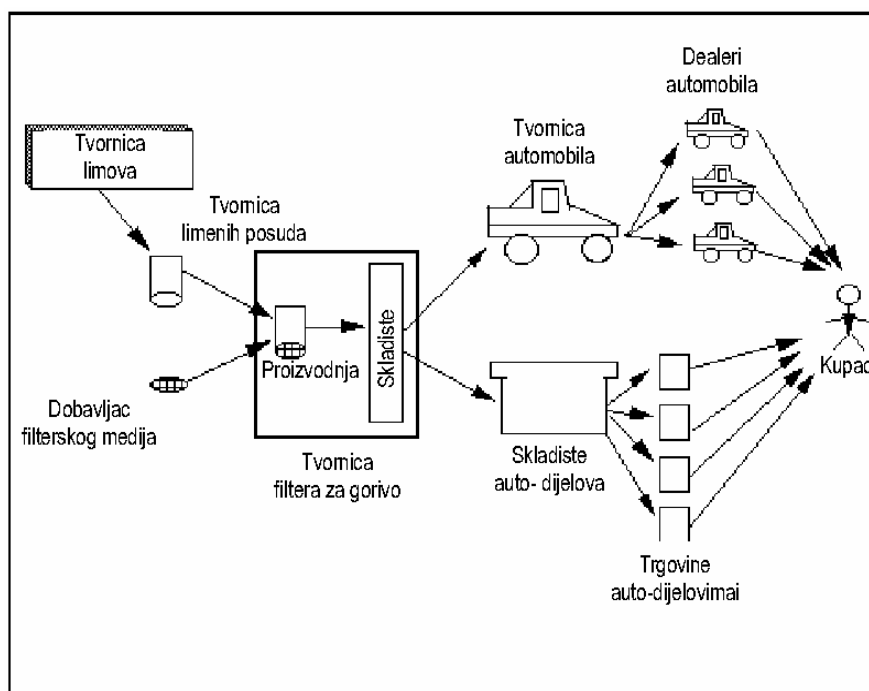 Dealeri
automobila
Tvornica
automobila
Tvornica
limova
Tvornica
limenih posuda
Skladiste
Proizvodnja
Kupac
Dobavljac
filterskog medija
Tvornica
filtera za gorivo
Skladiste
auto- dijelova
Trgovine
auto-dijelovimai